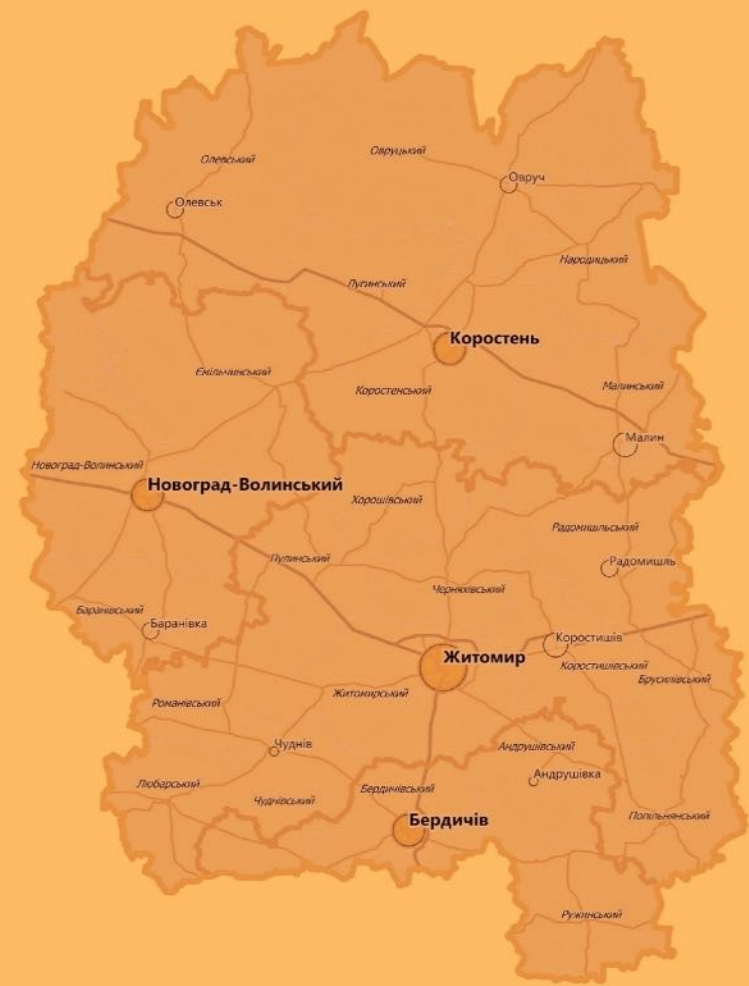 Олевський
Овруцький
Овруч
Олевськ
Народицький
Лугинський
Коростень
Ємільчинський
Коростенський
Малинський
Малин
Новоград-Волинський
Новоград-Волинський
Хорошівський
Радомишльський
Пулинський
Радомишль
Черняхівський
Баранівський
Баранівка
Коростишів
Житомир
Коростишівський
Брусилівський
Житомирський
Романівський
Чуднів
Андрушівський
Андрушівка
Любарський
Бердичівський
Чуднівський
Бердичів
Попільнянський
Ружинський